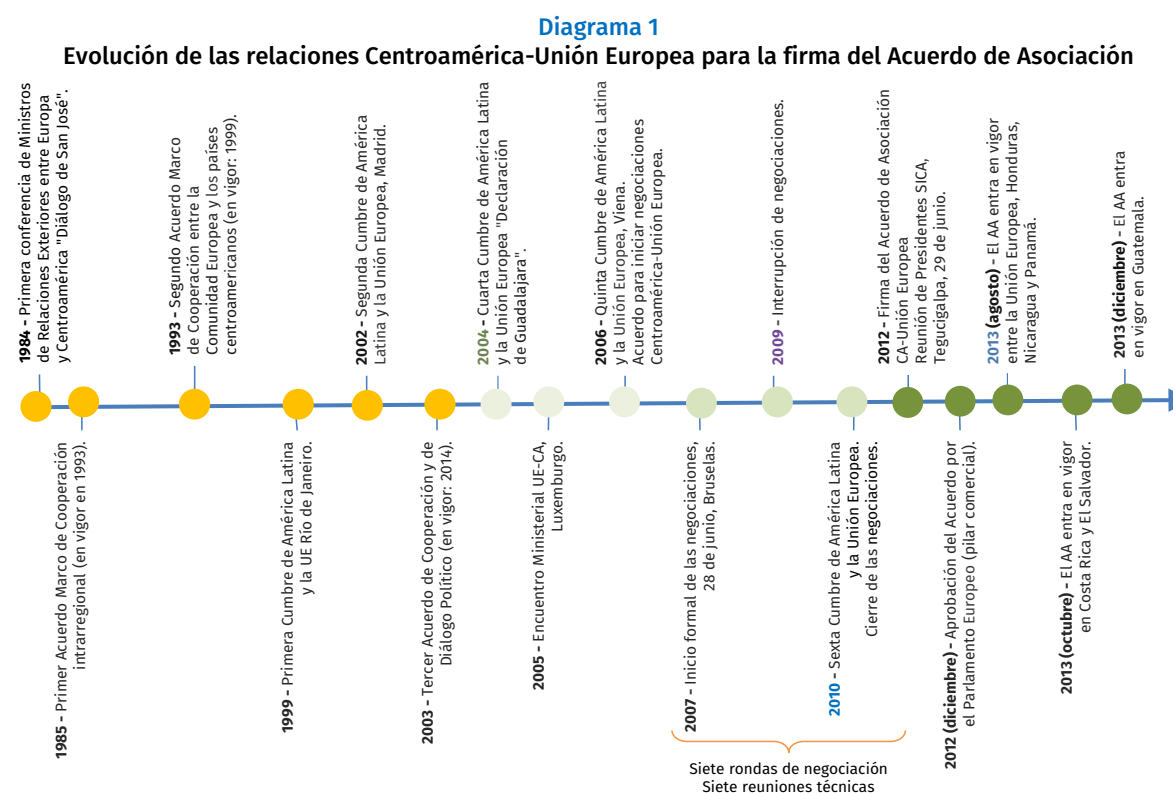 Diagrama 1
Evolución de las relaciones Centroamérica-Unión Europea para la firma del Acuerdo de Asociación
1984 - Primera conferencia de Ministros
de Relaciones Exteriores entre Europa
y Centroamérica "Diálogo de San José".
1985 - Primer Acuerdo Marco de Cooperación
intrarregional (en vigor en 1993).
1993 - Segundo Acuerdo Marco
de Cooperación entre la
Comunidad Europea y los países
centroamericanos (en vigor: 1999).
1999 - Primera Cumbre de América Latina
y la UE Río de Janeiro.
2002 - Segunda Cumbre de América
Latina y la Unión Europea, Madrid.
2003 - Tercer Acuerdo de Cooperación y de
Diálogo Político (en vigor: 2014).
2004 - Cuarta Cumbre de América Latina
y la Unión Europea "Declaración
de Guadalajara".
2005 - Encuentro Ministerial UE-CA,
Luxemburgo.
2006 - Quinta Cumbre de América Latina
y la Unión Europea, Viena.
Acuerdo para iniciar negociaciones
Centroamérica-Unión Europea.
2007 - Inicio formal de las negociaciones,
28 de junio, Bruselas.
2009 - Interrupción de negociaciones.
2010 - Sexta Cumbre de América Latina
y la Unión Europea.
Cierre de las negociaciones.
2012 - Firma del Acuerdo de Asociación
CA-Unión Europea
Reunión de Presidentes SICA,
Tegucigalpa, 29 de junio.
2012 (diciembre) - Aprobación del Acuerdo por
el Parlamento Europeo (pilar comercial).
2013 (agosto) - El AA entra en vigor
entre la Unión Europea, Honduras,
Nicaragua y Panamá.
2013 (octubre) - El AA entra en vigor
en Costa Rica y El Salvador.
2013 (diciembre) - El AA entra
en vigor en Guatemala.
Siete rondas de negociación
Siete reuniones técnicas